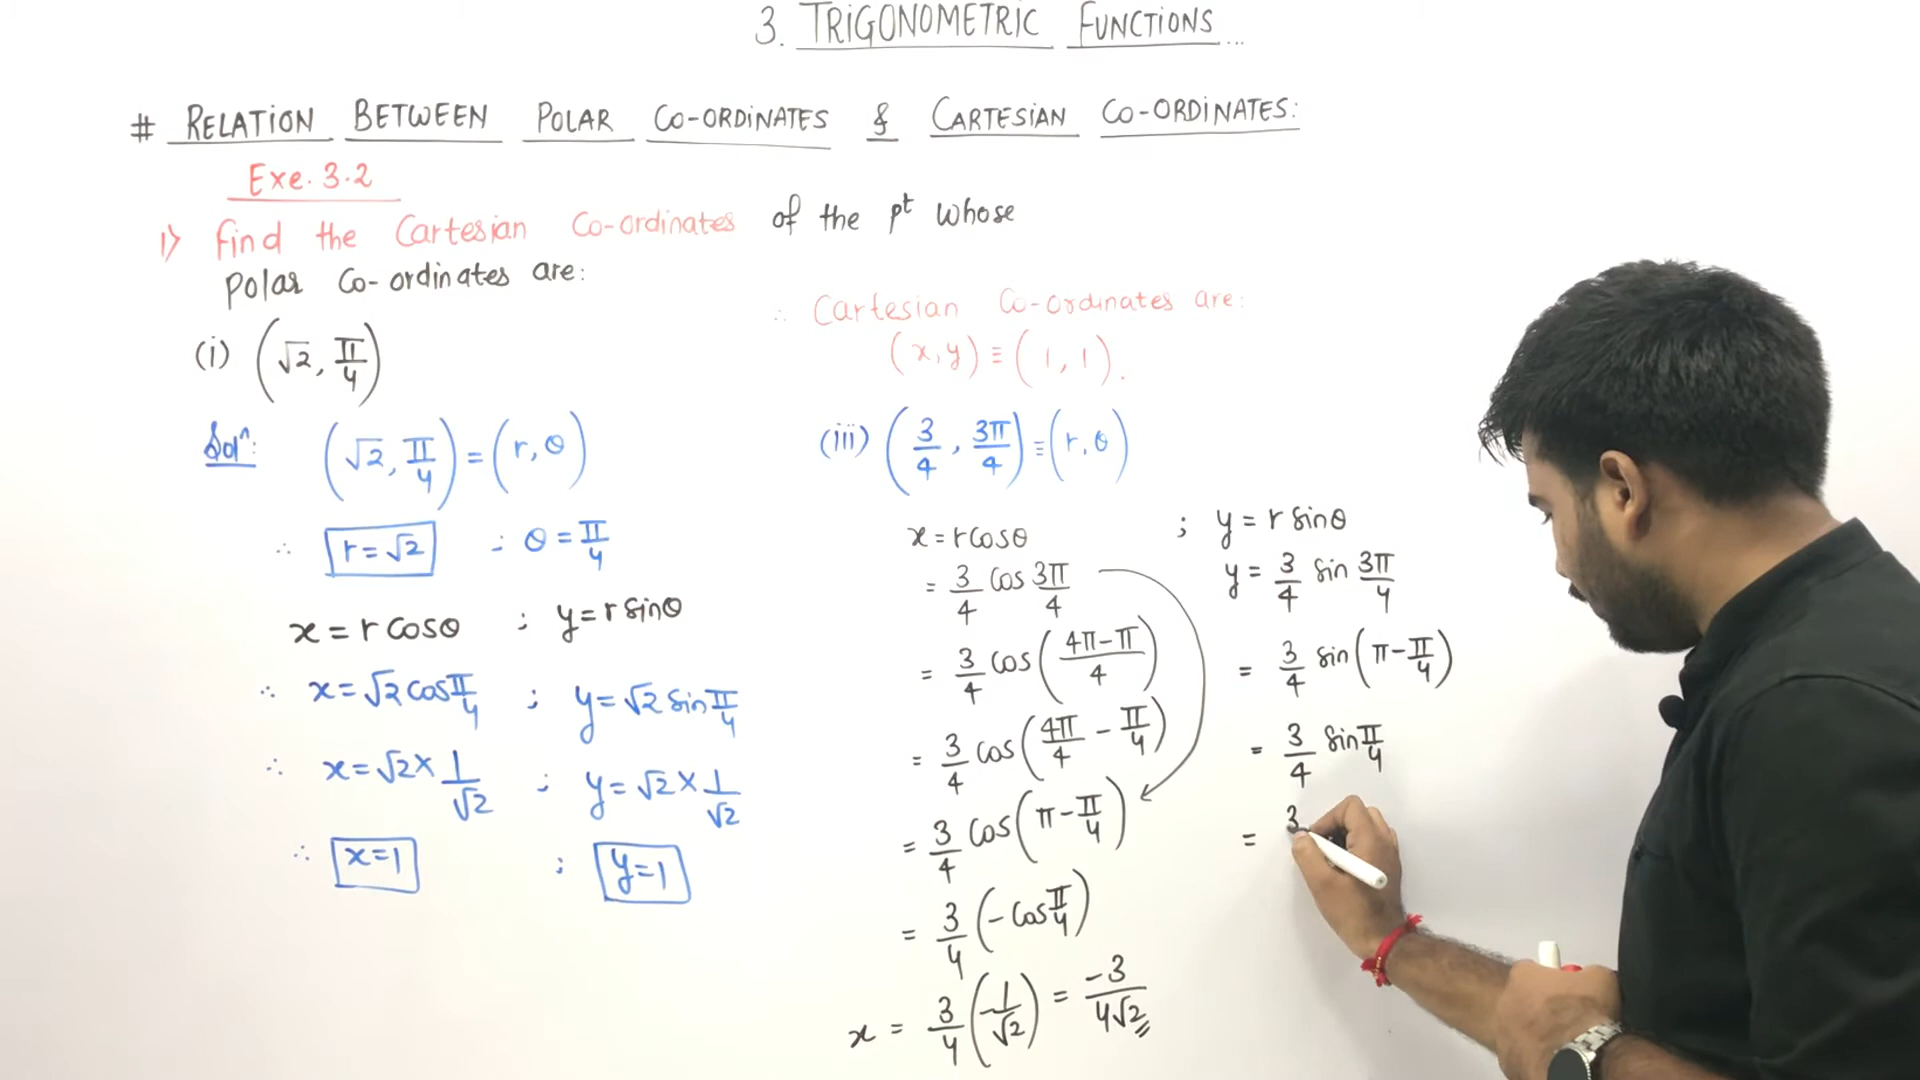 3. TRIGONOMETRIC FUNCTIONS...
# RELATION BETWEEN POLAR CO-ORDINATES & CARTESIAN CO-ORDINATES:
Exe. 3.2
1) Find the Cartesian Co-ordinates of the pt whose
Polar Co-ordinates are:
(i) (√2, π/4)
Solⁿ: (√2, π/4) = (r, θ)
∴ r = √2 ; θ = π/4
x = r cosθ ; y = r sinθ
∴ x = √2 cos π/4 ; y = √2 sin π/4
∴ x = √2 × 1/√2 ; y = √2 × 1/√2
∴ x = 1 ; y = 1
∴ Cartesian Co-ordinates are:
(x, y) ≡ (1, 1).
(iii) (3/4, 3π/4) ≡ (r, θ)
x = r cosθ
= 3/4 cos 3π/4
= 3/4 cos (4π-π/4)
= 3/4 cos (4π/4 - π/4)
= 3/4 cos (π - π/4)
= 3/4 (-cos π/4)
x = 3/4 (-1/√2) = -3/4√2
; y = r sinθ
y = 3/4 sin 3π/4
= 3/4 sin (π - π/4)
= 3/4 sin π/4
= 3